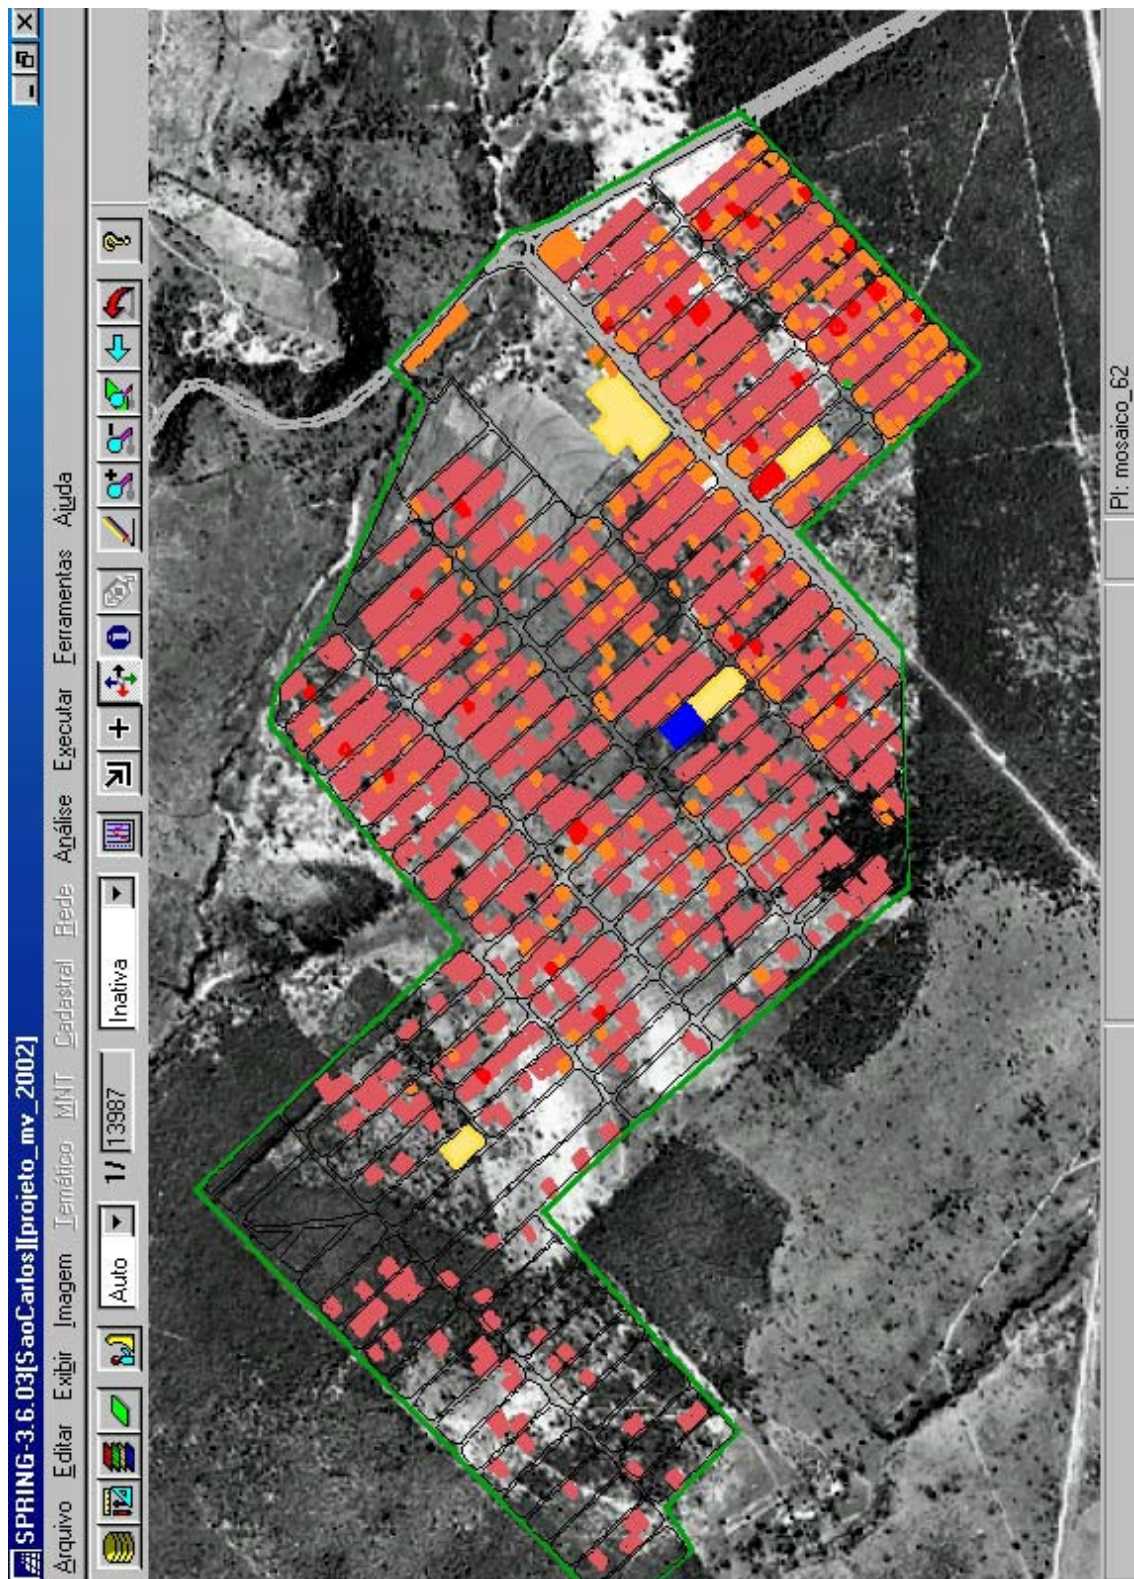 SPRING-3.6.03[SaoCarlos][projeto_mv_2002]
Arquivo Editar Exibir Imagem Temático MNT Cadastral Rede Análise Executar Ferramentas Ajuda
Auto 1/ 13987 Inativa
PI: mosaico_62